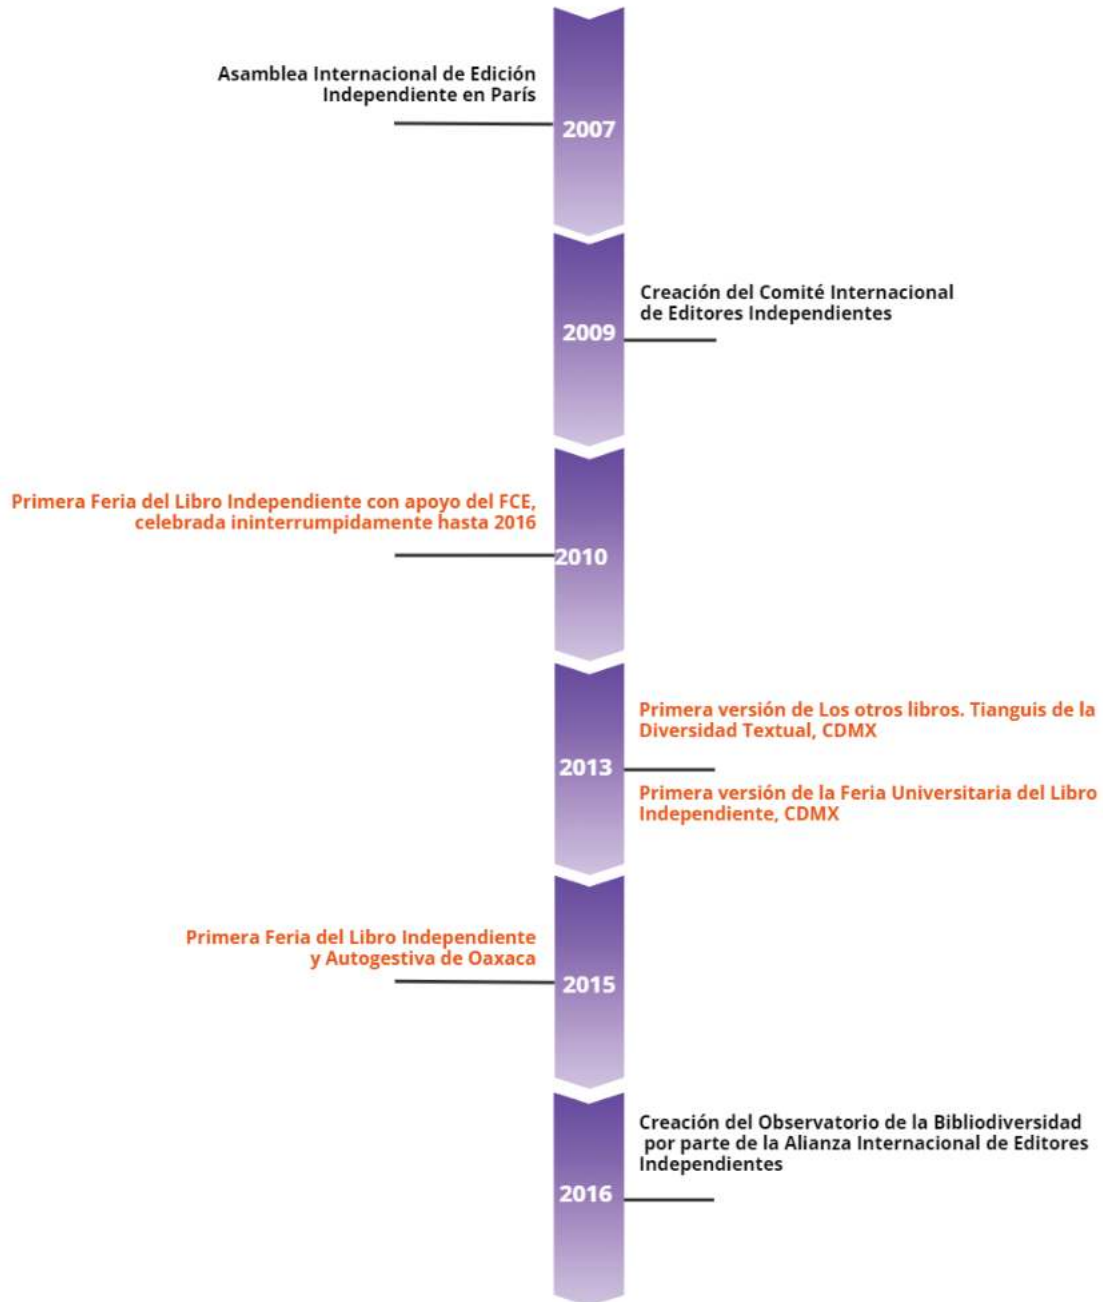 Asamblea Internacional de Edición
Independiente en París
2007
Creación del Comité Internacional
de Editores Independientes
2009
Primera Feria del Libro Independiente con apoyo del FCE,
celebrada ininterrumpidamente hasta 2016
2010
Primera versión de Los otros libros. Tianguis de la
Diversidad Textual, CDMX
2013
Primera versión de la Feria Universitaria del Libro
Independiente, CDMX
Primera Feria del Libro Independiente
y Autogestiva de Oaxaca
2015
Creación del Observatorio de la Bibliodiversidad
por parte de la Alianza Internacional de Editores
Independientes
2016